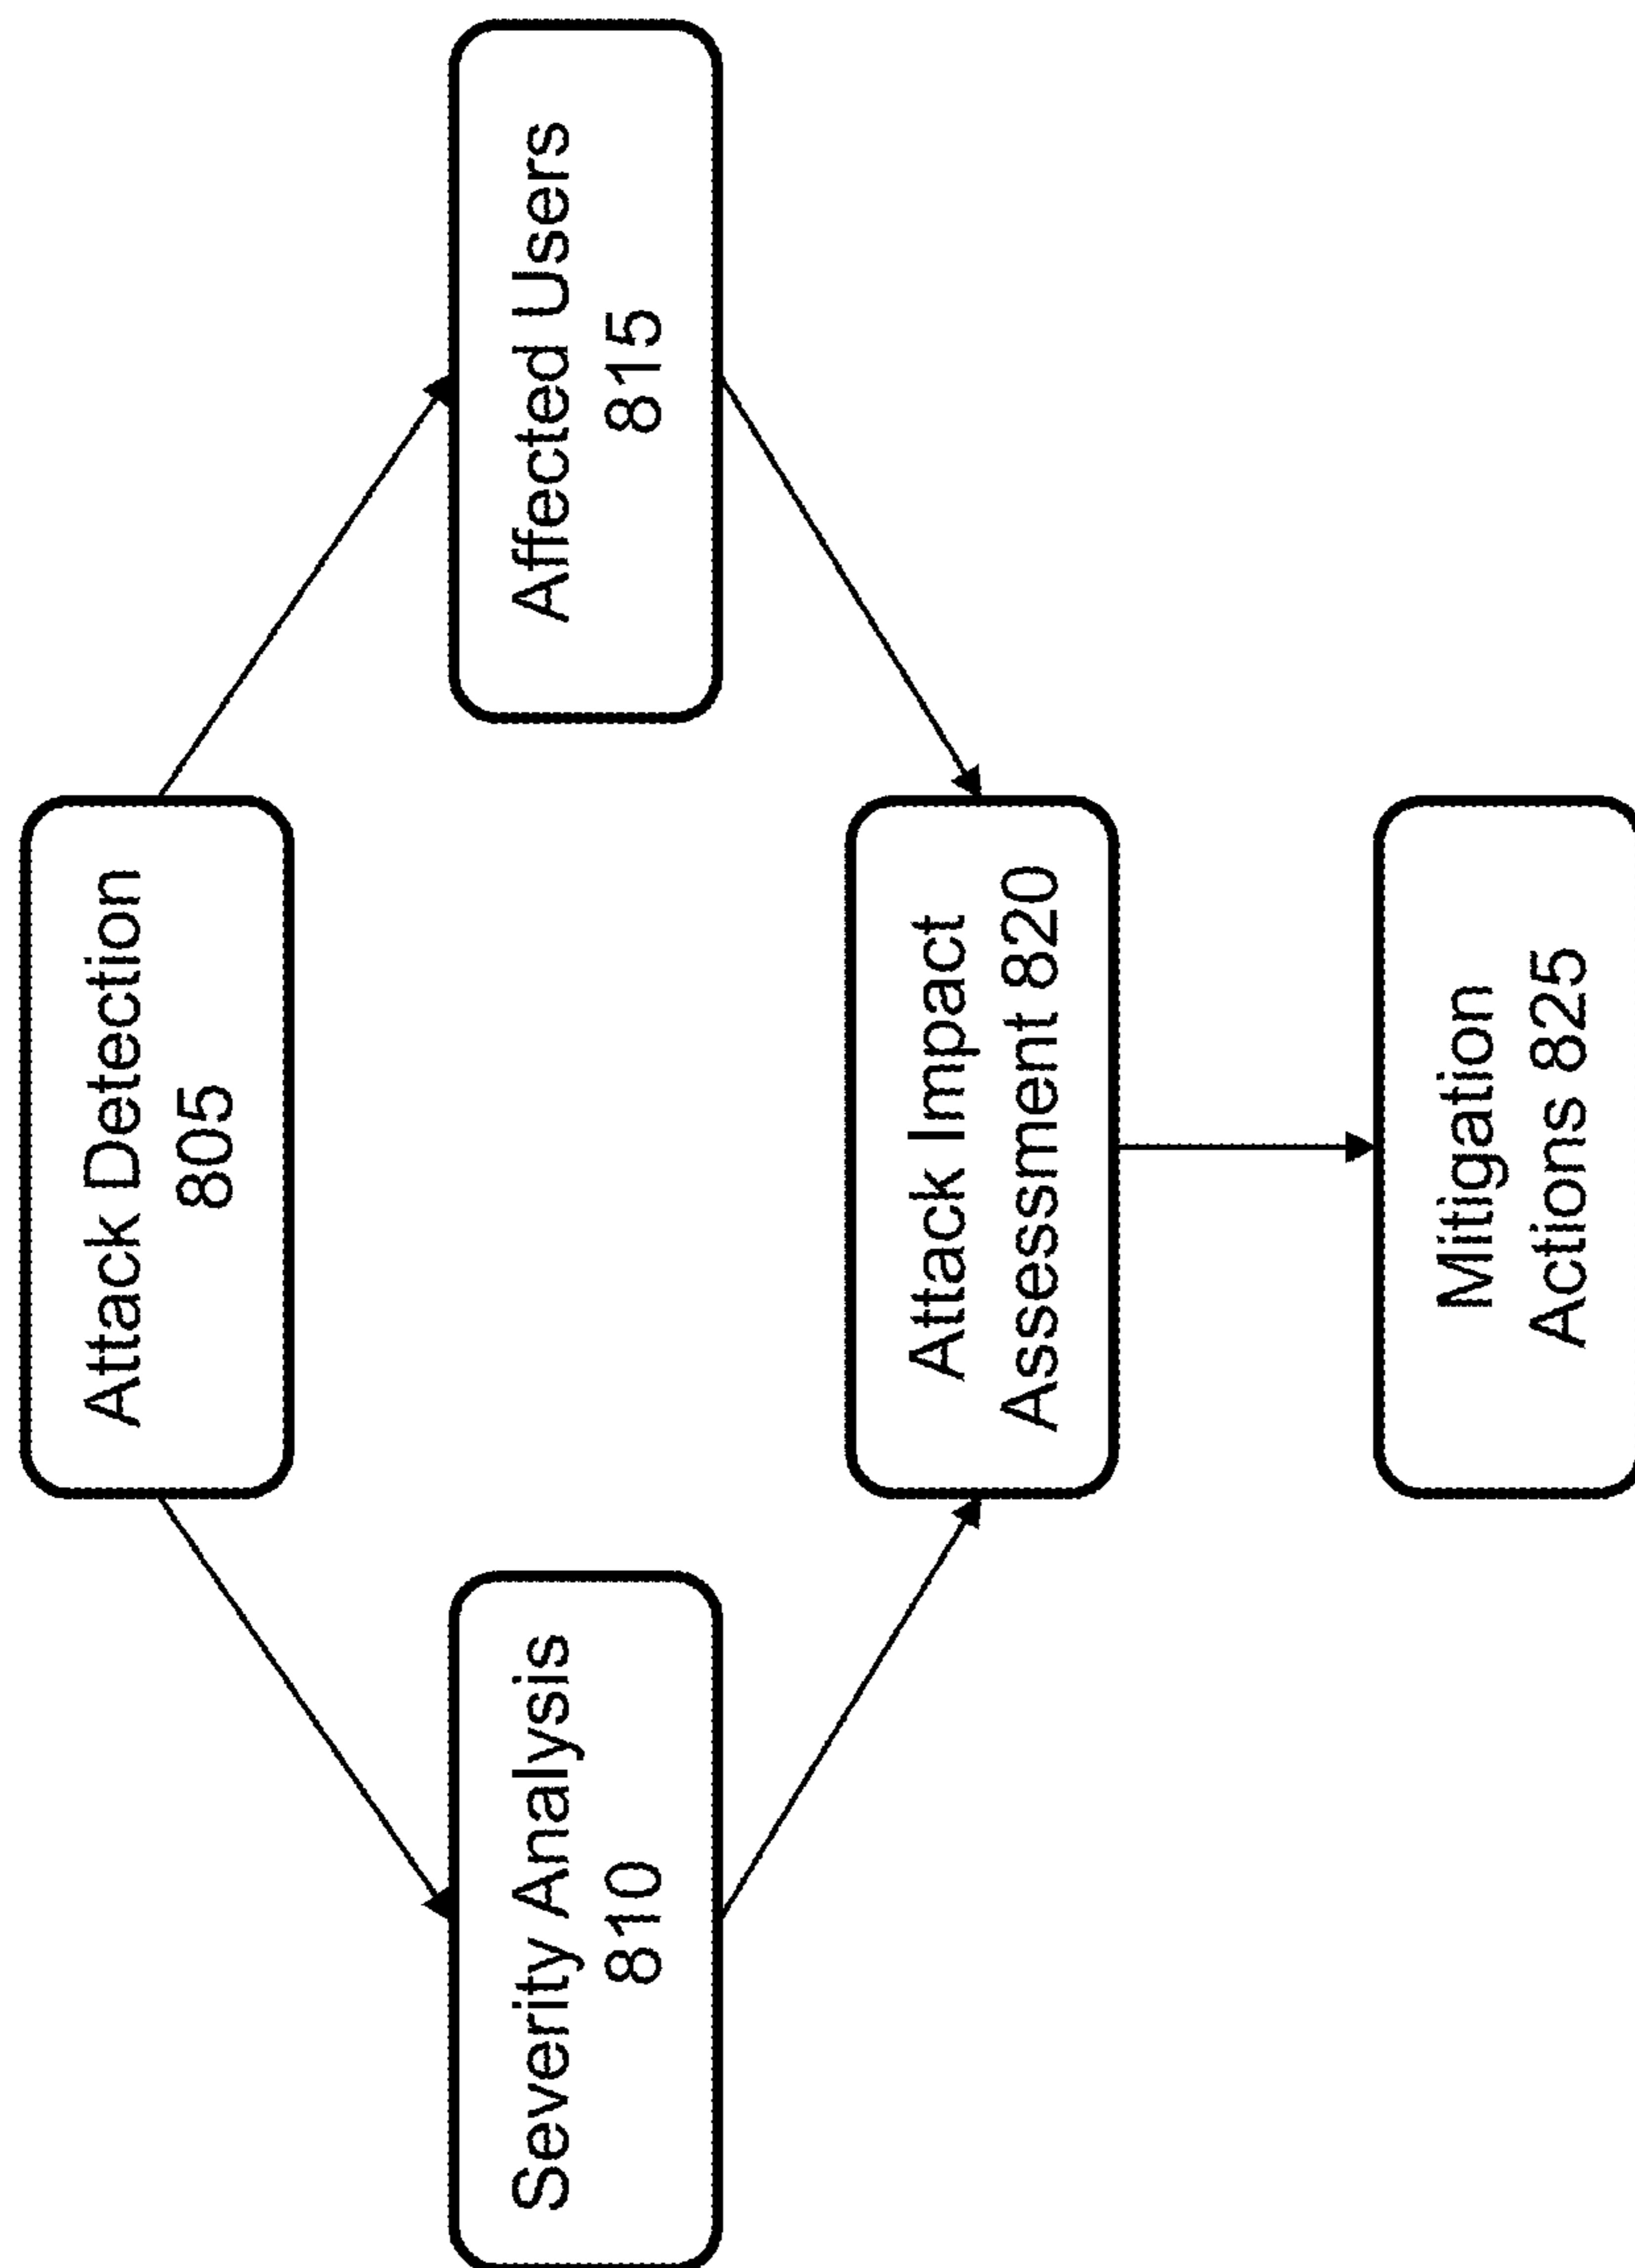 Attack Detection
805
Severity Analysis
810
Affected Users
815
Attack Impact
Assessment 820
Mitigation
Actions 825